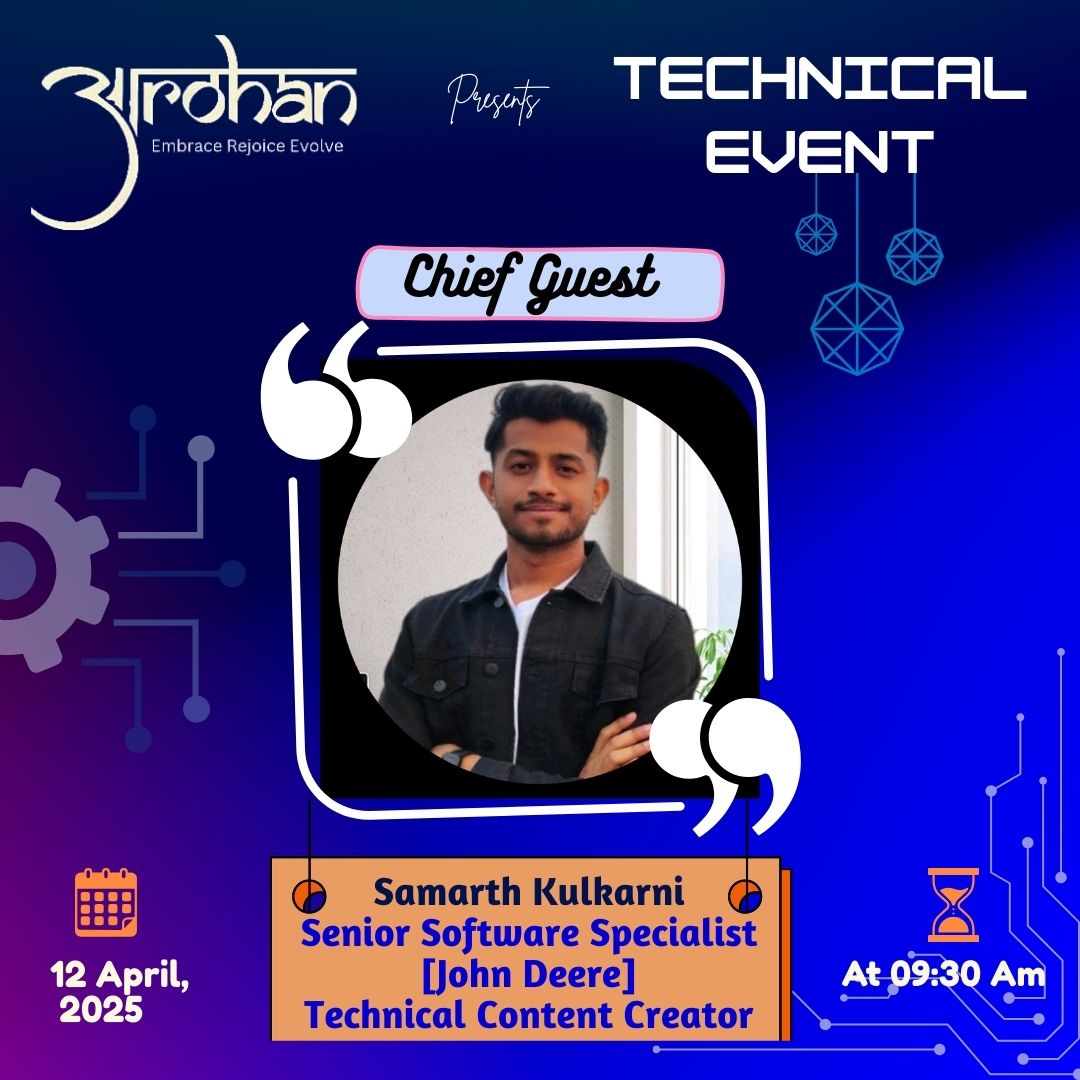 अrohan
Embrace Rejoice Evolve
Presents
TECHNICAL
EVENT
Chief Guest
Samarth Kulkarni
Senior Software Specialist
[John Deere]
Technical Content Creator
12 April,
2025
At 09:30 Am